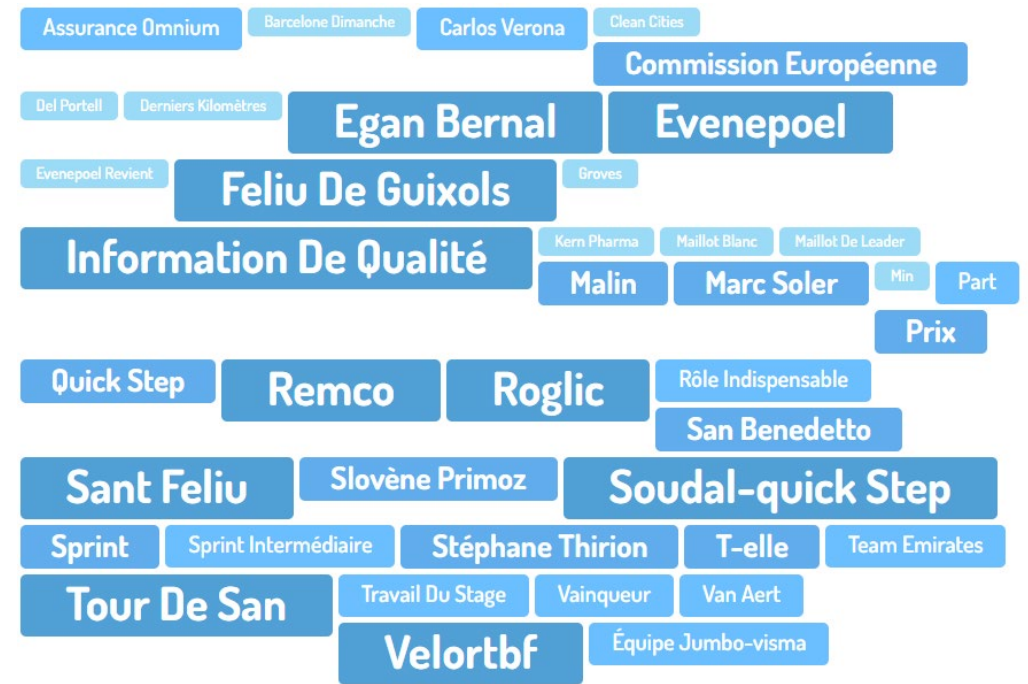 Assurance Omnium Barcelone Dimanche Carlos Verona Clean Cities
Commission Européenne
Del Portell Derniers Kilomètres Egan Bernal Evenepoel
Evenepoel Revient Feliu De Guixols Groves
Information De Qualité Kern Pharma Maillot Blanc Maillot De Leader
Malin Marc Soler Min Part
Prix
Quick Step Remco Roglic Rôle Indispensable
San Benedetto
Sant Feliu Slovène Primoz Soudal-quick Step
Sprint Sprint Intermédiaire Stéphane Thirion T-elle Team Emirates
Tour De San Travail Du Stage Vainqueur Van Aert
Velortbf Équipe Jumbo-visma